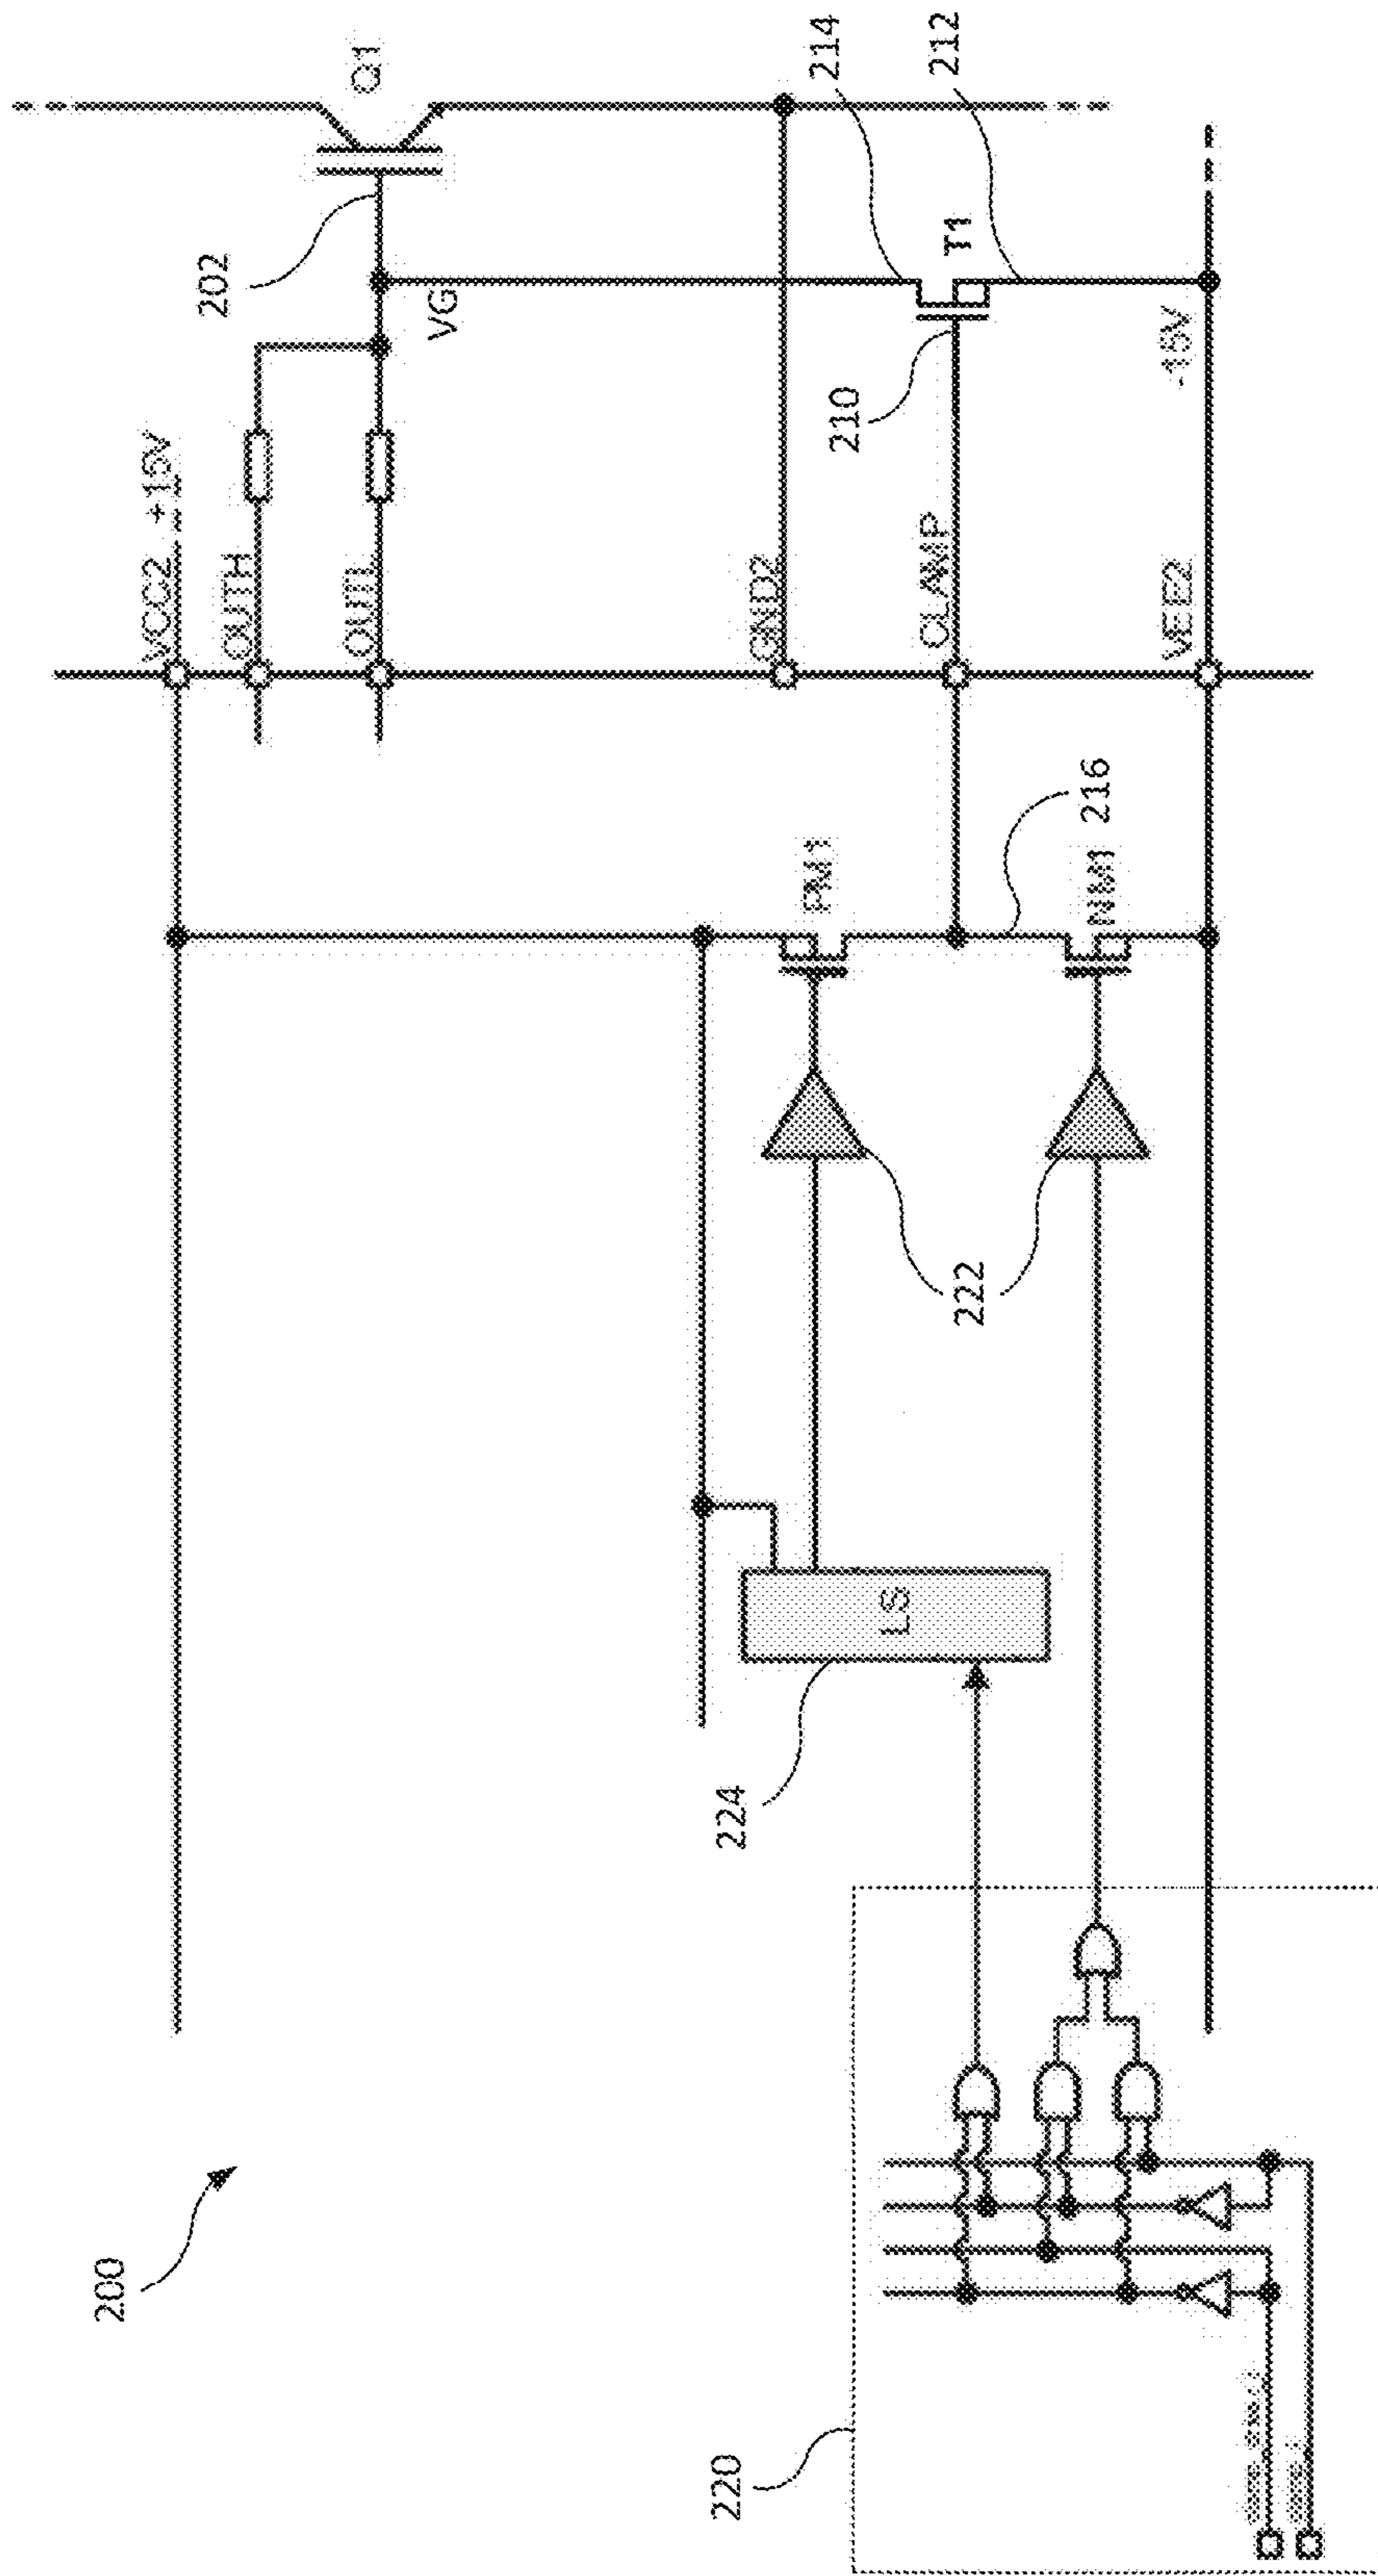 200
220
224
LS
222
PM1
NM1
216
VCC2 +15V
OUTH
OUTL
GND2
CLAMP
VEE2
-15V
VG
202
Q1
210
T1
214
212